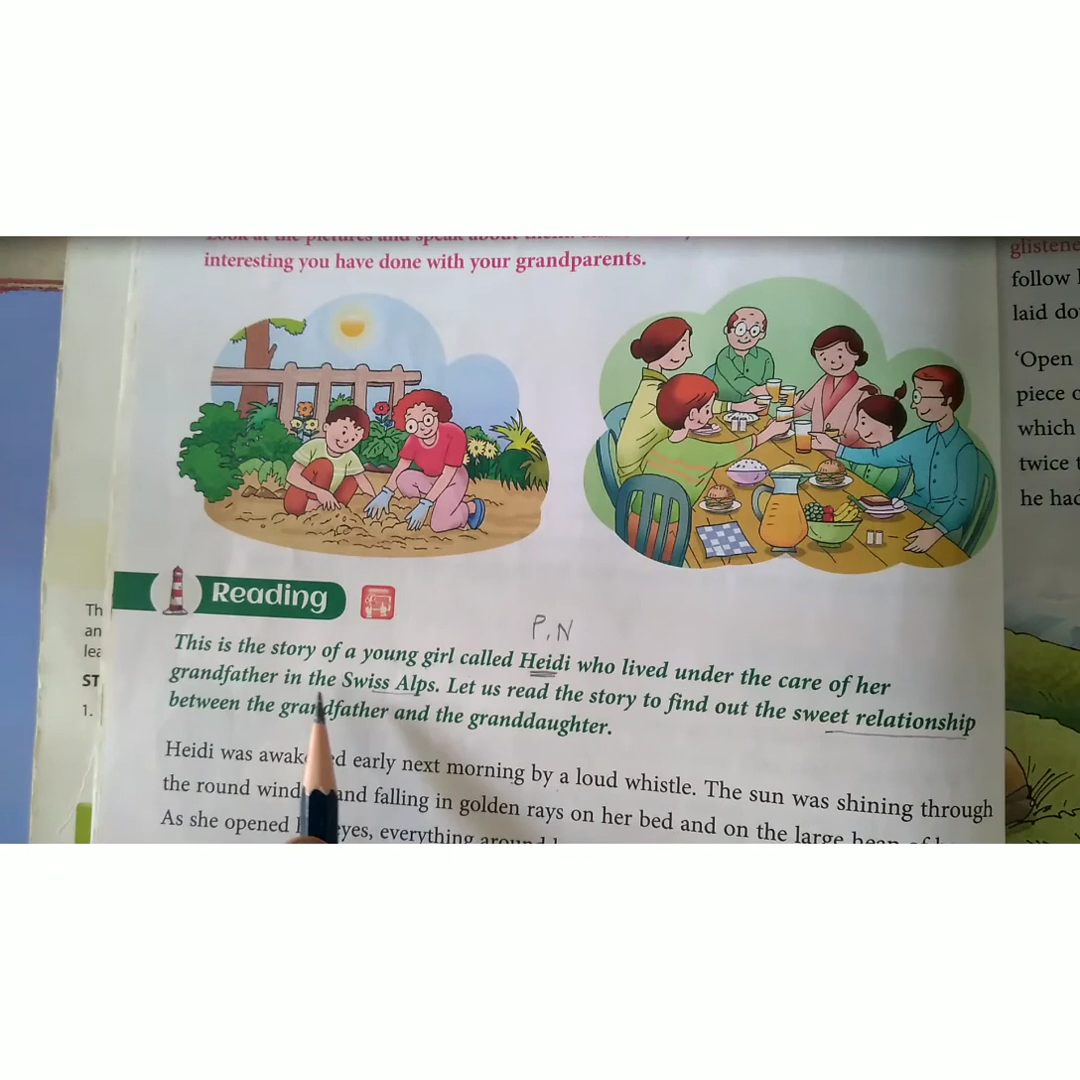 interesting you have done with your grandparents.
Reading
P.N
This is the story of a young girl called Heidi who lived under the care of her
grandfather in the Swiss Alps. Let us read the story to find out the sweet relationship
between the grandfather and the granddaughter.
Heidi was early next morning by a loud whistle. The sun was shining through
the round and falling in golden rays on her bed and on the large
As she opened eyes, everything
Th
an
lea
ST
1.
glistene
follow
laid do
‘Open
piece
which
twice
he had